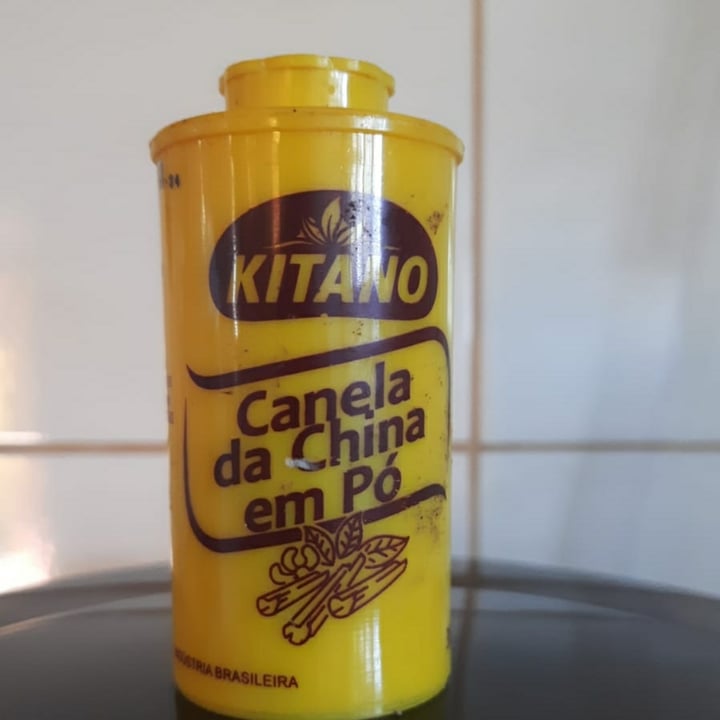 KITANO
Canela
da China
em Pó
INDÚSTRIA BRASILEIRA